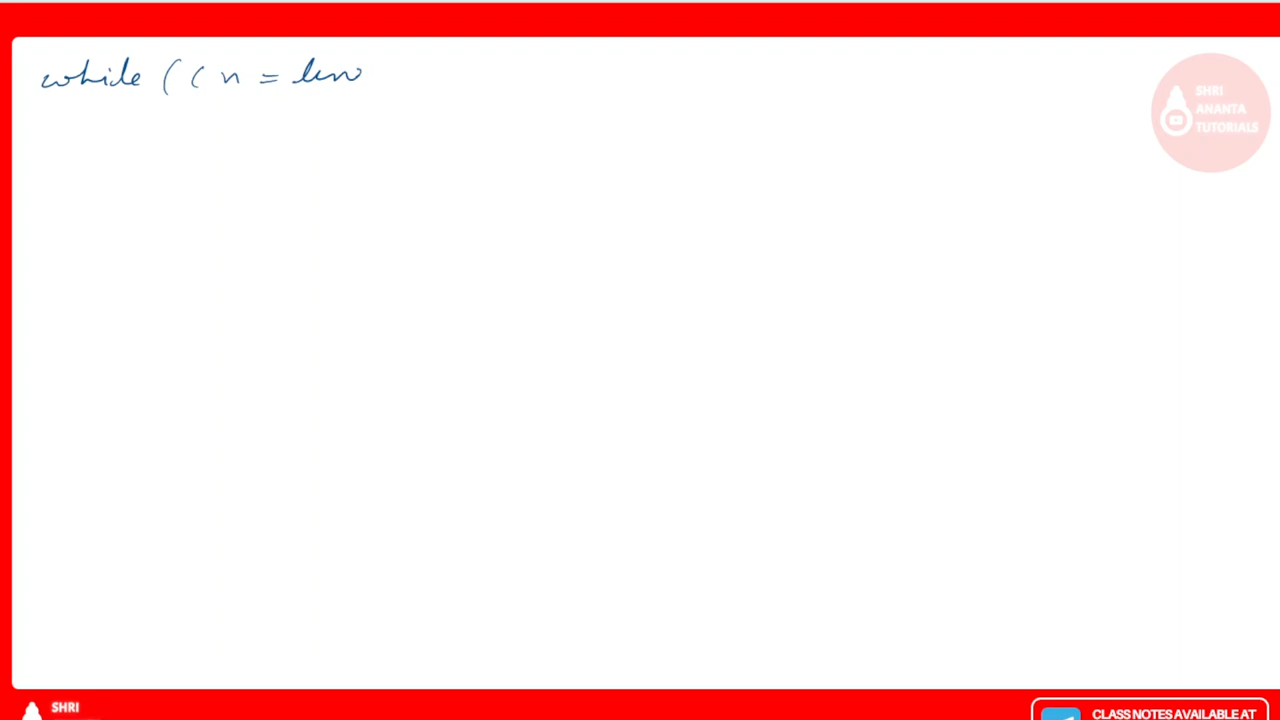 while ( ( n = len
SHRI
ANANTA
TUTORIALS
SHRI
CLASS NOTES AVAILABLE AT